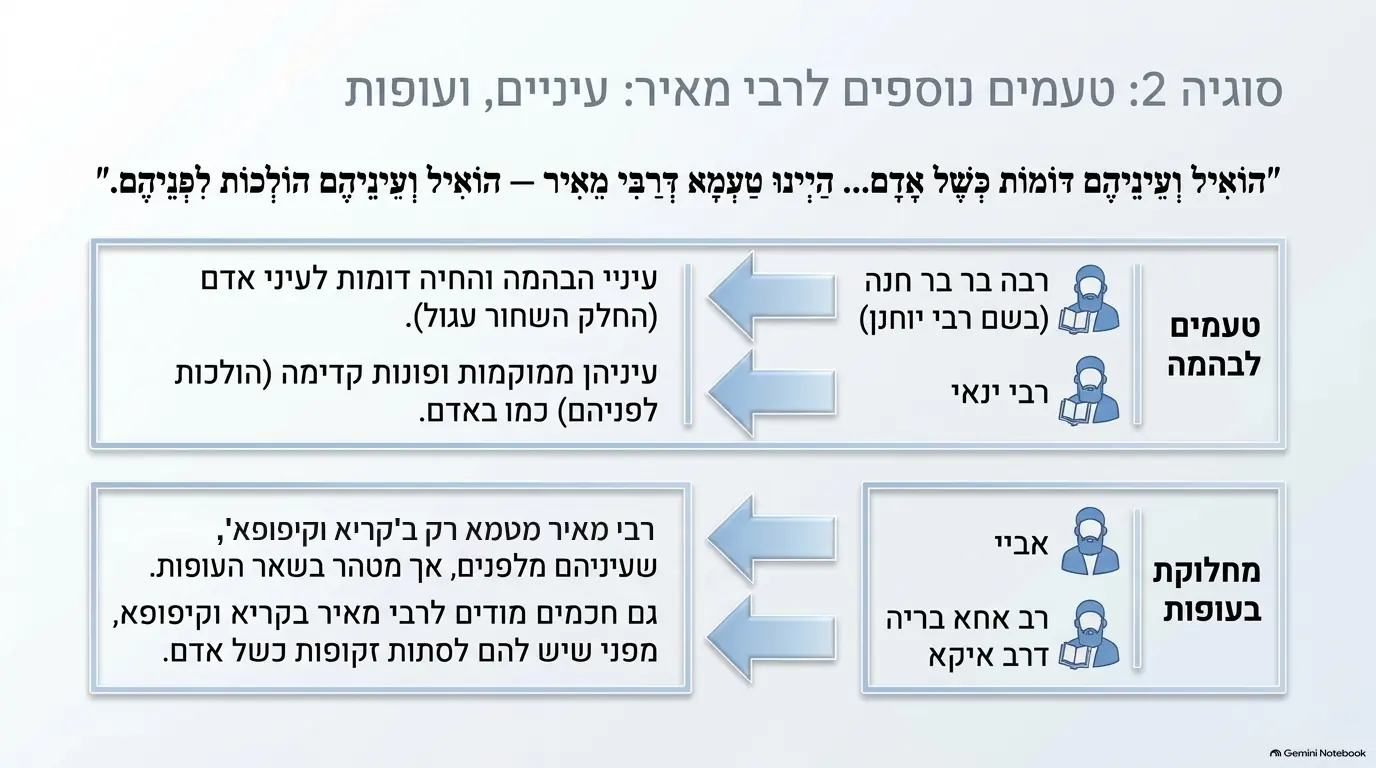 סוגיה 2: טעמים נוספים לרבי מאיר: עיניים, ועופות
"הוֹאִיל וְעֵינֵיהֶם דּוֹמוֹת כְּשֶׁל אָדָם... הַיְינוּ טַעְמָא דְּרַבִּי מֵאִיר – הוֹאִיל וְעֵינֵיהֶם הוֹלְכוֹת לִפְנֵיהֶם."
טעמים
לבהמה
רבה בר בר חנה
(בשם רבי יוחנן)
עיניי הבהמה והחיה דומות לעיני אדם
(החלק השחור עגול).
רבי ינאי
עיניהן ממוקמות ופונות קדימה (הולכות
לפניהם) כמו באדם.
מחלוקת
בעופות
אביי
רבי מאיר מטמא רק ב'קריא וקיפופא',
שעיניהם מלפנים, אך מטהר בשאר העופות.
רב אחא בריה
דרב איקא
גם חכמים מודים לרבי מאיר בקריא וקיפופא,
מפני שיש להם לסתות זקופות כשל אדם.
Gemini Notebook